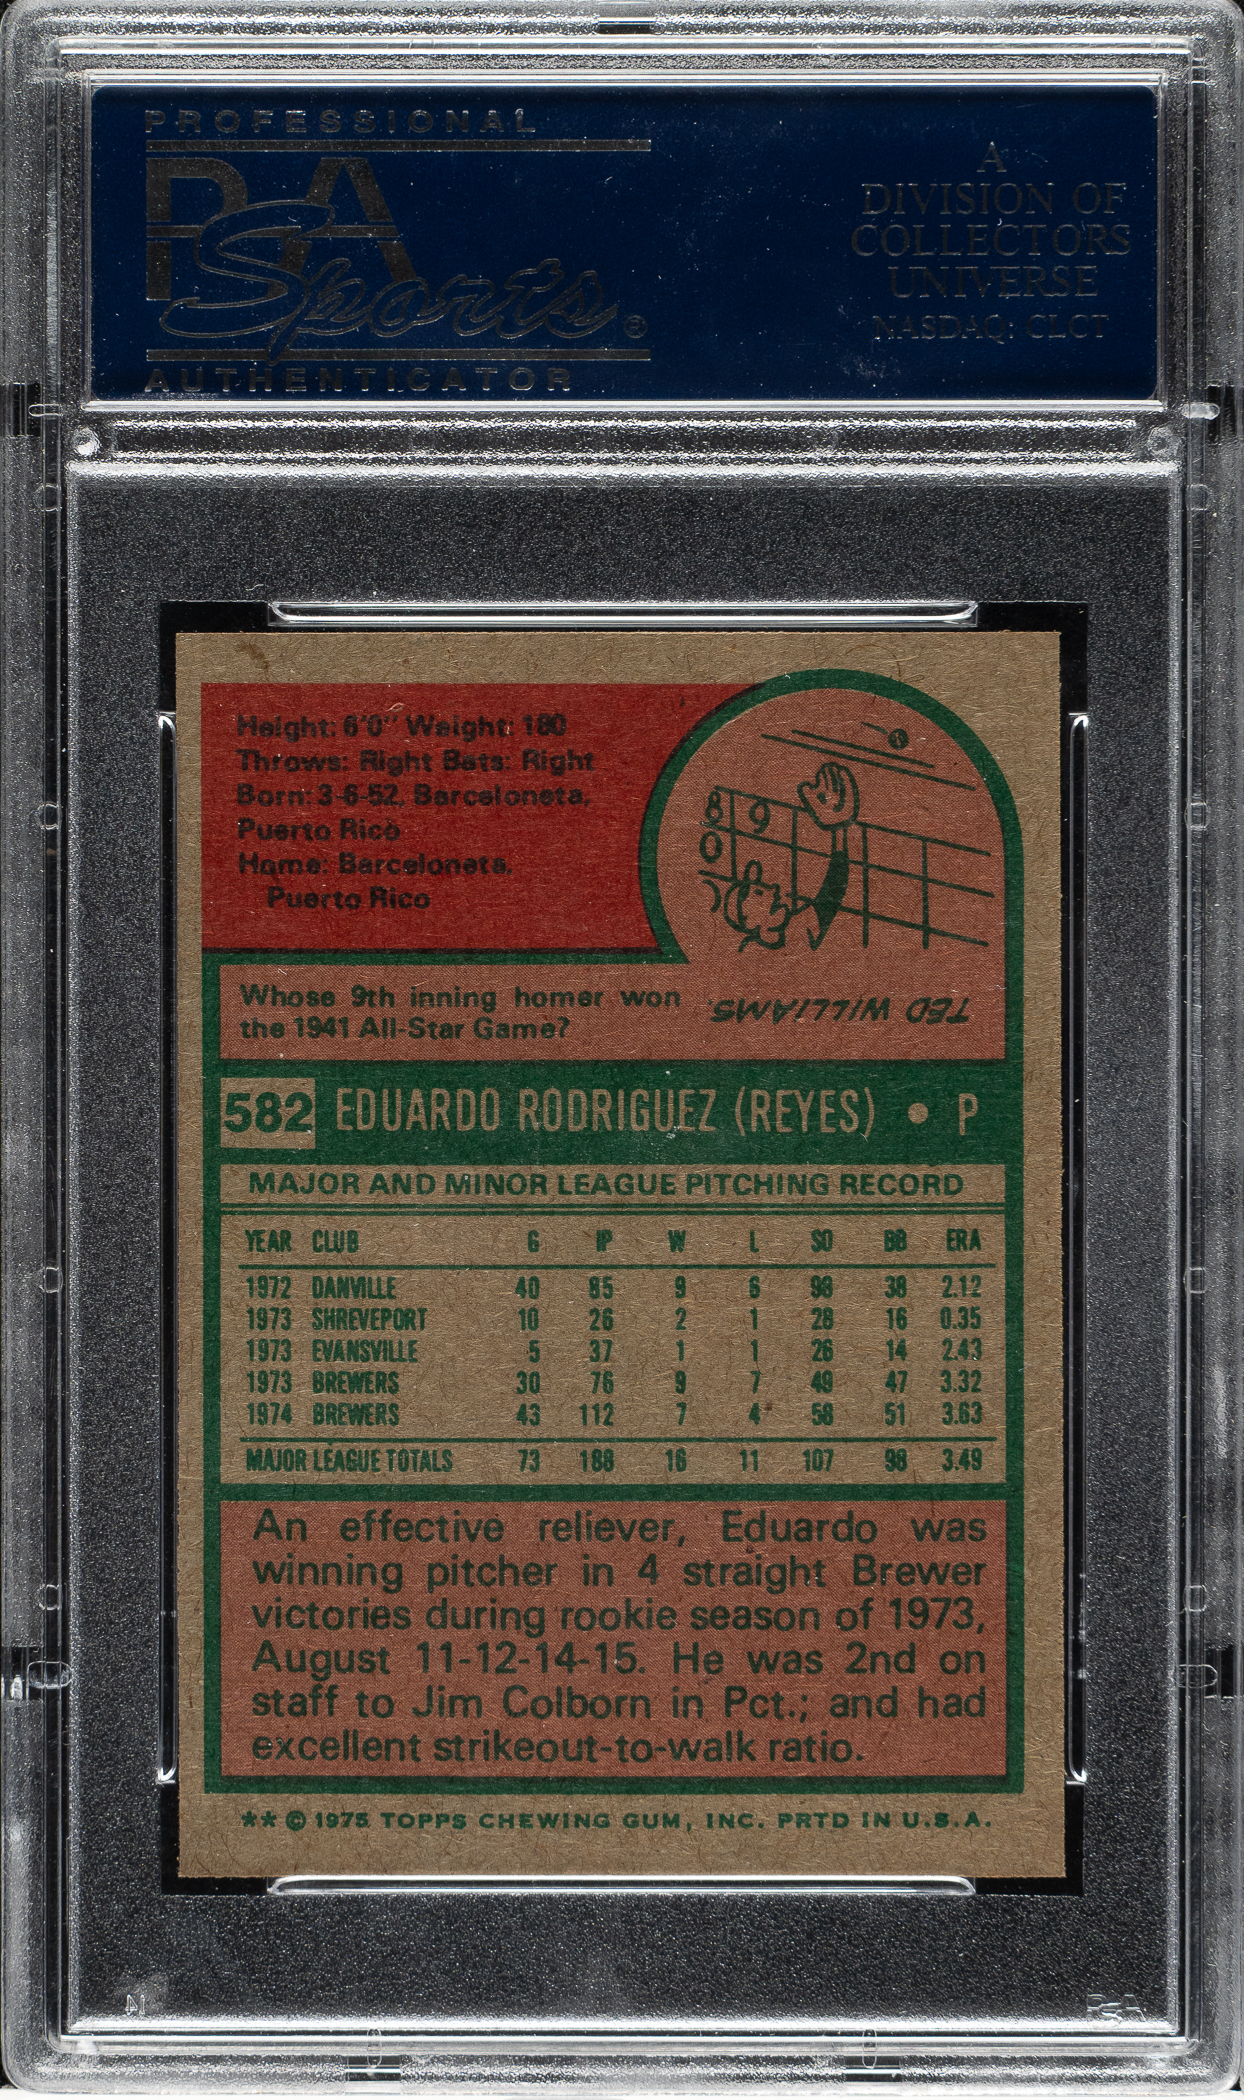 PROFESSIONAL
PSA
Sports®
AUTHENTICATOR
A
DIVISION OF
COLLECTORS
UNIVERSE
NASDAQ: CLCT
Height: 6'0" Weight: 180
Throws: Right Bats: Right
Born: 3-6-52, Barceloneta,
Puerto Rico
Home: Barceloneta,
Puerto Rico
8 9
0
Whose 9th inning homer won
the 1941 All-Star Game?
TED WILLIAMS.
582 EDUARDO RODRIGUEZ (REYES) • P
MAJOR AND MINOR LEAGUE PITCHING RECORD
YEAR CLUB G IP W L SO BB ERA
1972 DANVILLE 40 85 9 6 98 38 2.12
1973 SHREVEPORT 10 26 2 1 28 16 0.35
1973 EVANSVILLE 5 37 1 1 26 14 2.43
1973 BREWERS 30 76 9 7 49 47 3.32
1974 BREWERS 43 112 7 4 58 51 3.63
MAJOR LEAGUE TOTALS 73 188 16 11 107 98 3.49
An effective reliever, Eduardo was
winning pitcher in 4 straight Brewer
victories during rookie season of 1973,
August 11-12-14-15. He was 2nd on
staff to Jim Colborn in Pct.; and had
excellent strikeout-to-walk ratio.
** © 1975 TOPPS CHEWING GUM, INC. PRTD IN U.S.A.
PSA